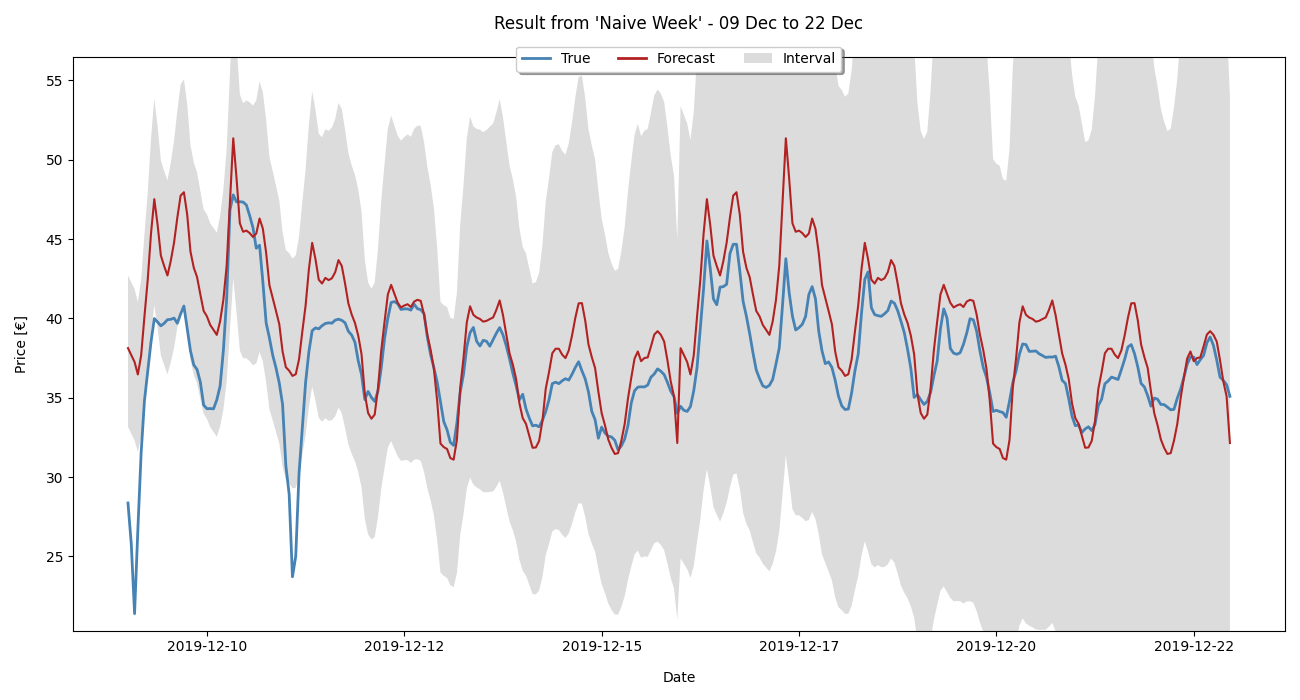 Result from 'Naive Week' - 09 Dec to 22 Dec
True Forecast Interval
55
50
45
40
35
30
25
Price [€]
2019-12-10 2019-12-12 2019-12-15 2019-12-17 2019-12-20 2019-12-22
Date